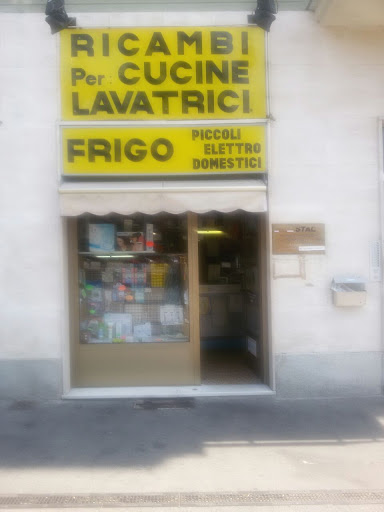 RICAMBI
Per CUCINE
LAVATRICI
FRIGO
PICCOLI
ELETTRO
DOMESTICI